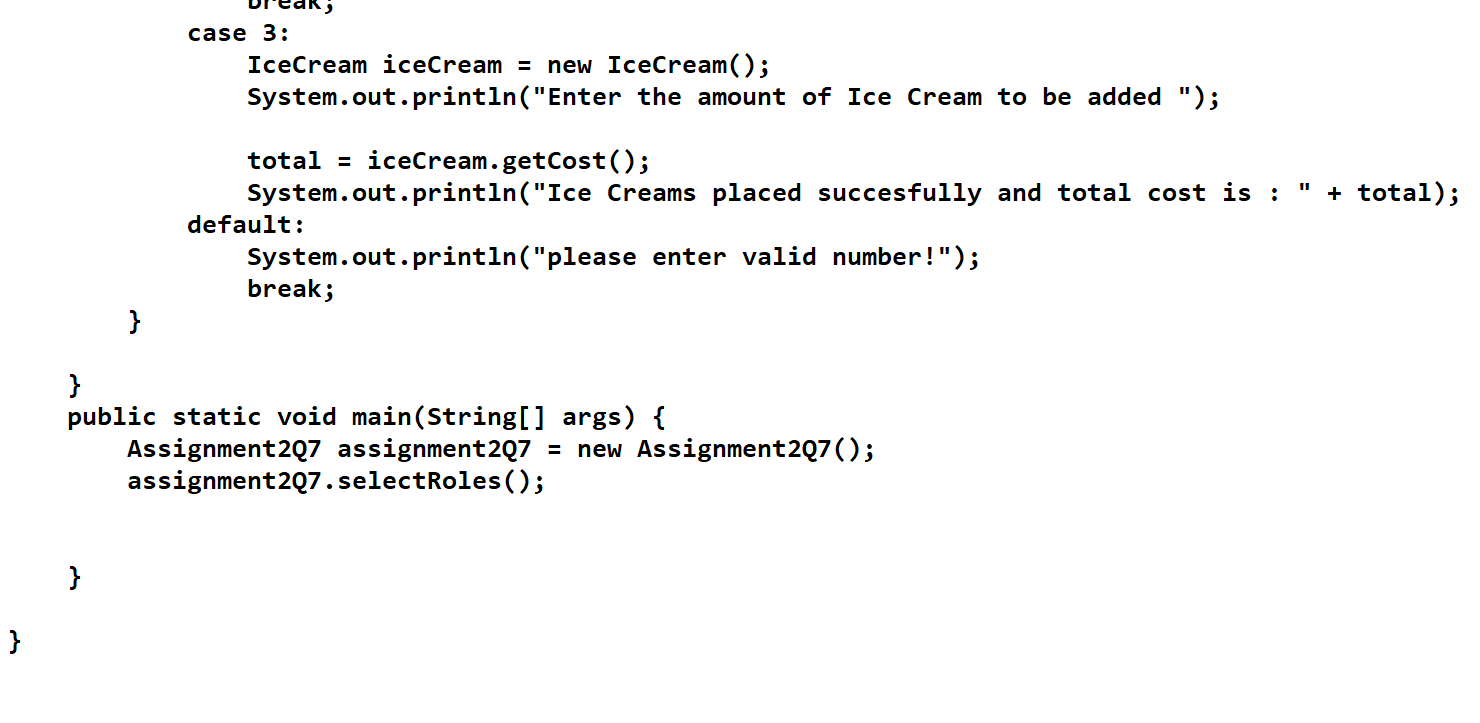 break;
case 3:
IceCream iceCream = new IceCream();
System.out.println("Enter the amount of Ice Cream to be added ");
total = iceCream.getCost();
System.out.println("Ice Creams placed succesfully and total cost is : " + total);
default:
System.out.println("please enter valid number!");
break;
}
}
public static void main(String[] args) {
Assignment2Q7 assignment2Q7 = new Assignment2Q7();
assignment2Q7.selectRoles();
}
}